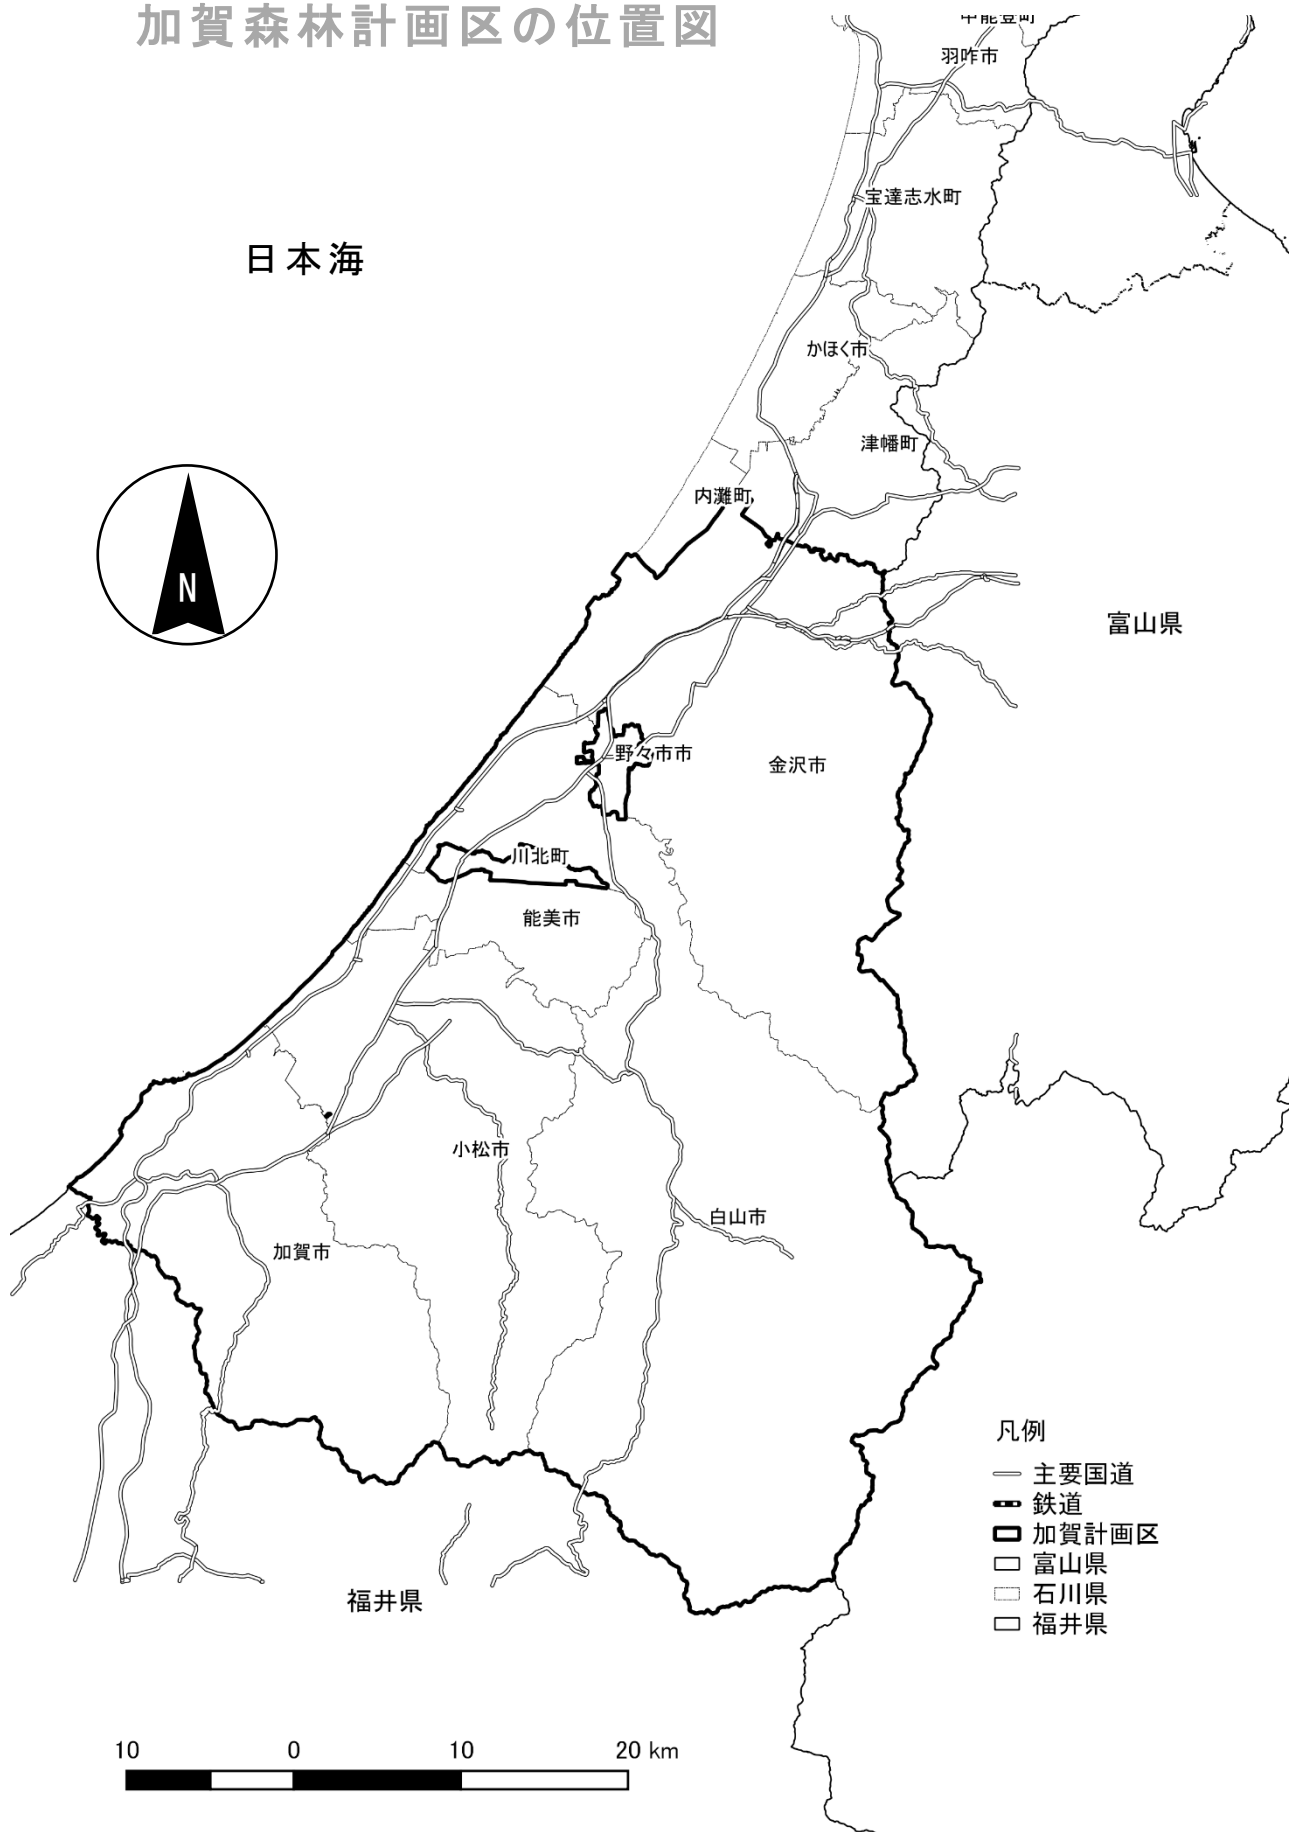 加賀森林計画区の位置図
中能登町
羽咋市
宝達志水町
日本海
かほく市
津幡町
内灘町
N
富山県
野々市市
金沢市
川北町
能美市
小松市
白山市
加賀市
凡例
主要国道
鉄道
加賀計画区
富山県
石川県
福井県
福井県
10 0 10 20 km